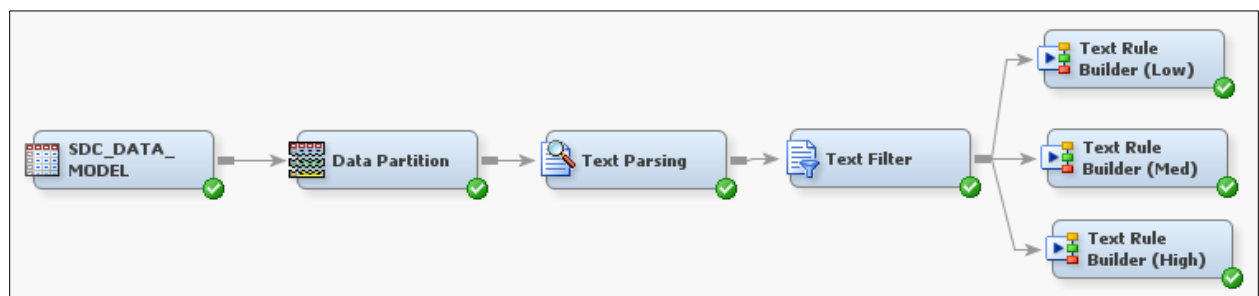 SDC_DATA_
MODEL
Data Partition
Text Parsing
Text Filter
Text Rule
Builder (Low)
Text Rule
Builder (Med)
Text Rule
Builder (High)